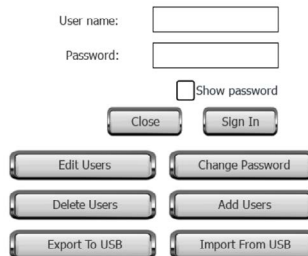 User name:
Password:
Show password
Close Sign In
Edit Users Change Password
Delete Users Add Users
Export To USB Import From USB